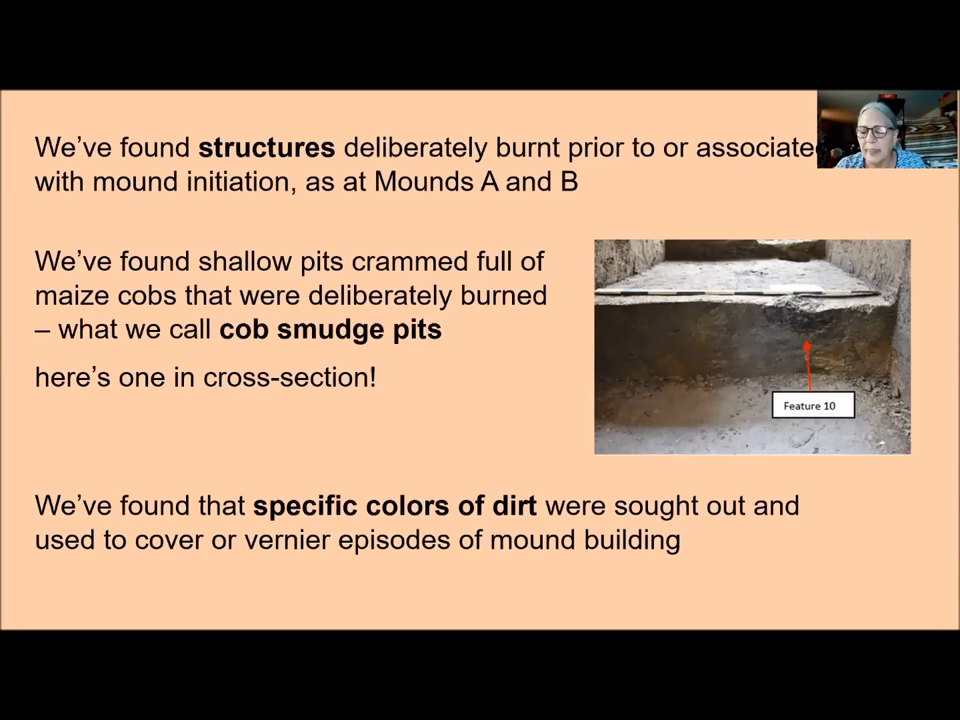 We’ve found structures deliberately burnt prior to or associated
with mound initiation, as at Mounds A and B
We’ve found shallow pits crammed full of
maize cobs that were deliberately burned
– what we call cob smudge pits
here’s one in cross-section!
Feature 10
We’ve found that specific colors of dirt were sought out and
used to cover or vernier episodes of mound building